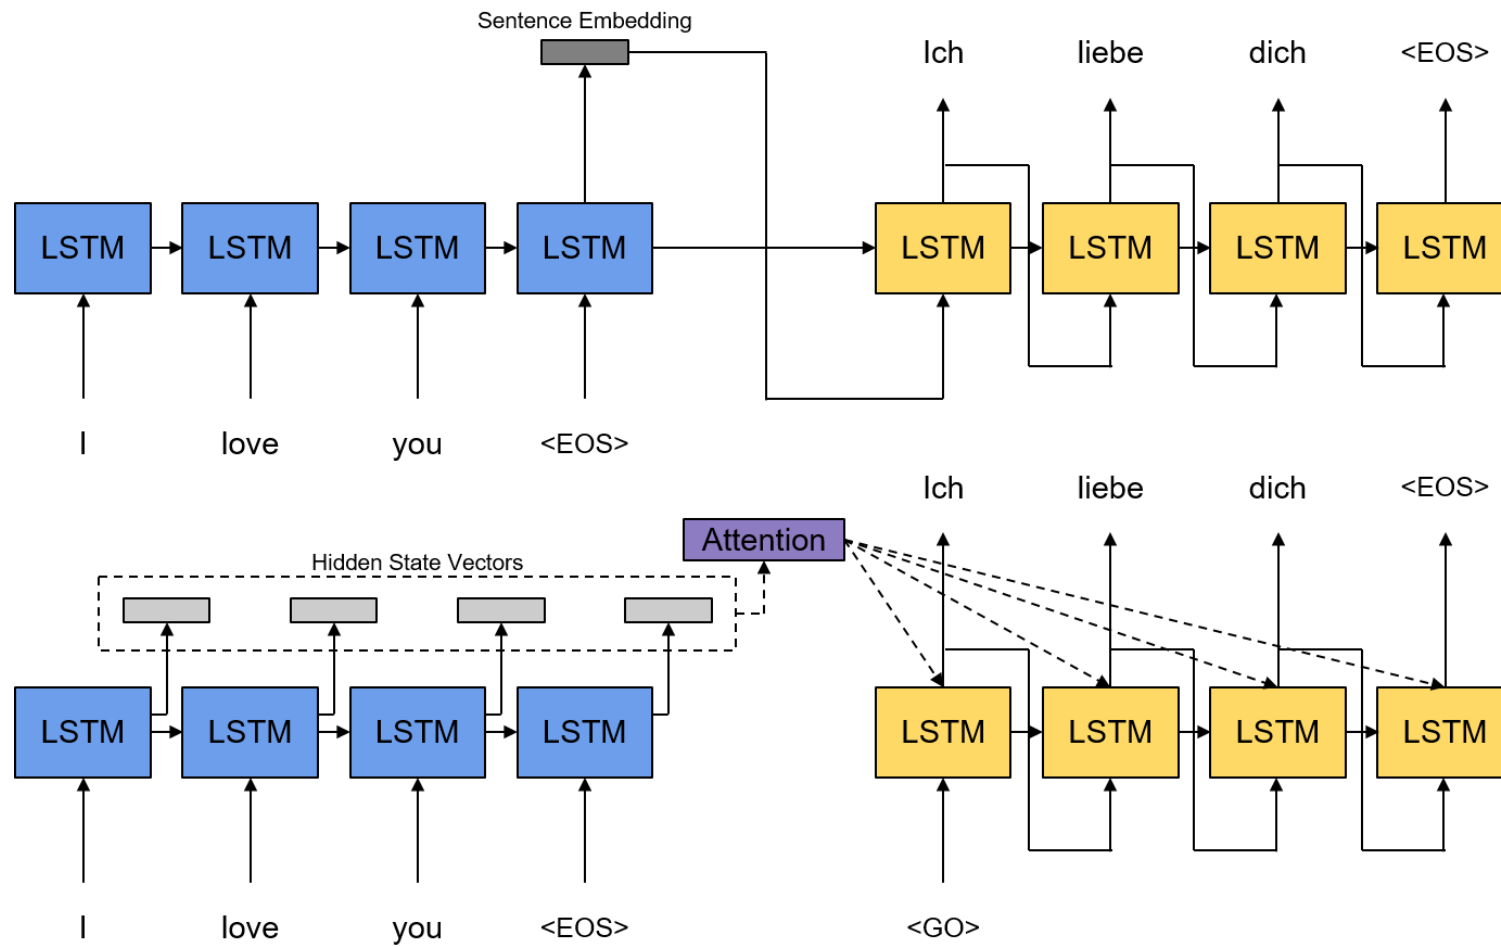 Sentence Embedding
Ich liebe dich <EOS>
LSTM LSTM LSTM LSTM LSTM LSTM LSTM LSTM
I love you <EOS>
Ich liebe dich <EOS>
Attention
Hidden State Vectors
LSTM LSTM LSTM LSTM LSTM LSTM LSTM LSTM
I love you <EOS> <GO>